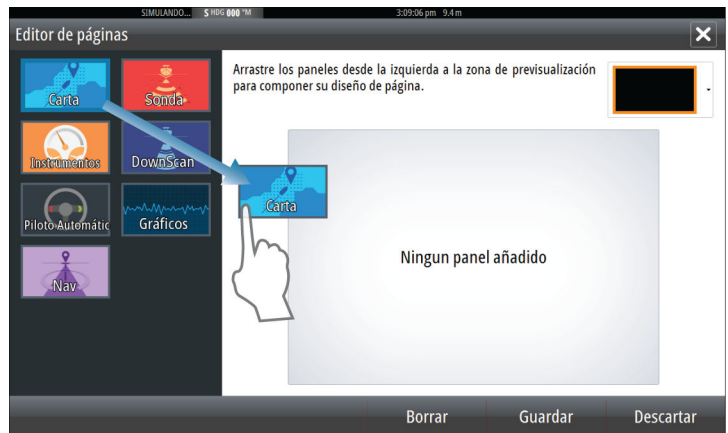 SIMULANDO... S HDG 000 °M 3:09:06 pm 9.4 m
Editor de páginas
Arrastre los paneles desde la izquierda a la zona de previsualización
para componer su diseño de página.
Carta Sonda
Instrumentos DownScan
Piloto Automátic Gráficos
Nav
Carta
Ningun panel añadido
Borrar Guardar Descartar